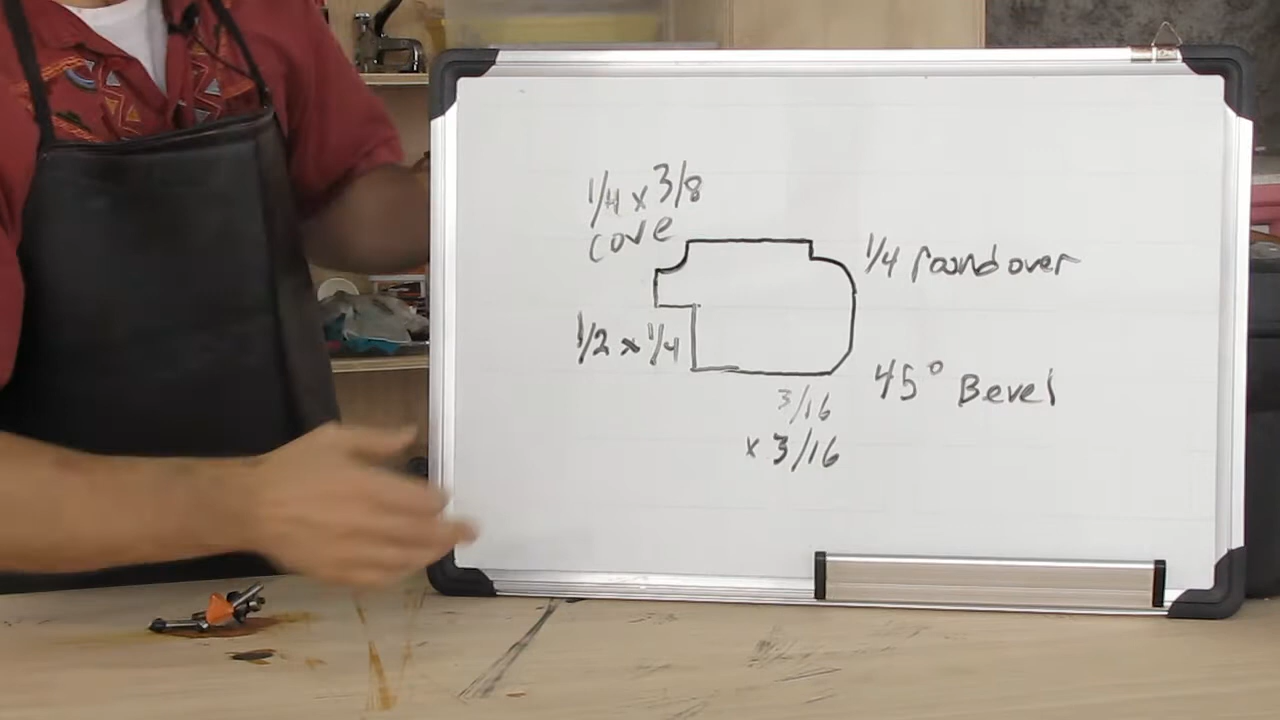 1/4 x 3/8
cove
1/4 roundover
1/2 x 1/4
45° Bevel
3/16
x 3/16